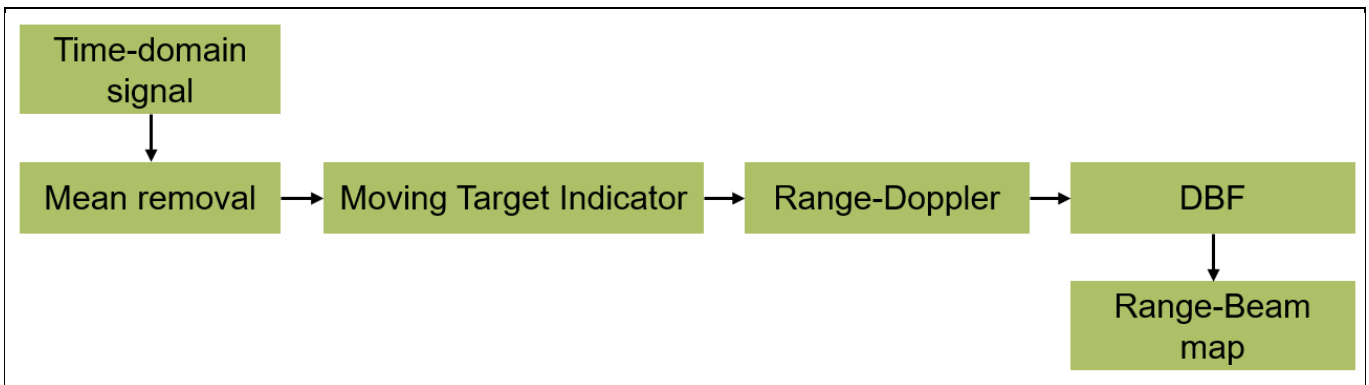 Time-domain
signal
Mean removal
Moving Target Indicator
Range-Doppler
DBF
Range-Beam
map